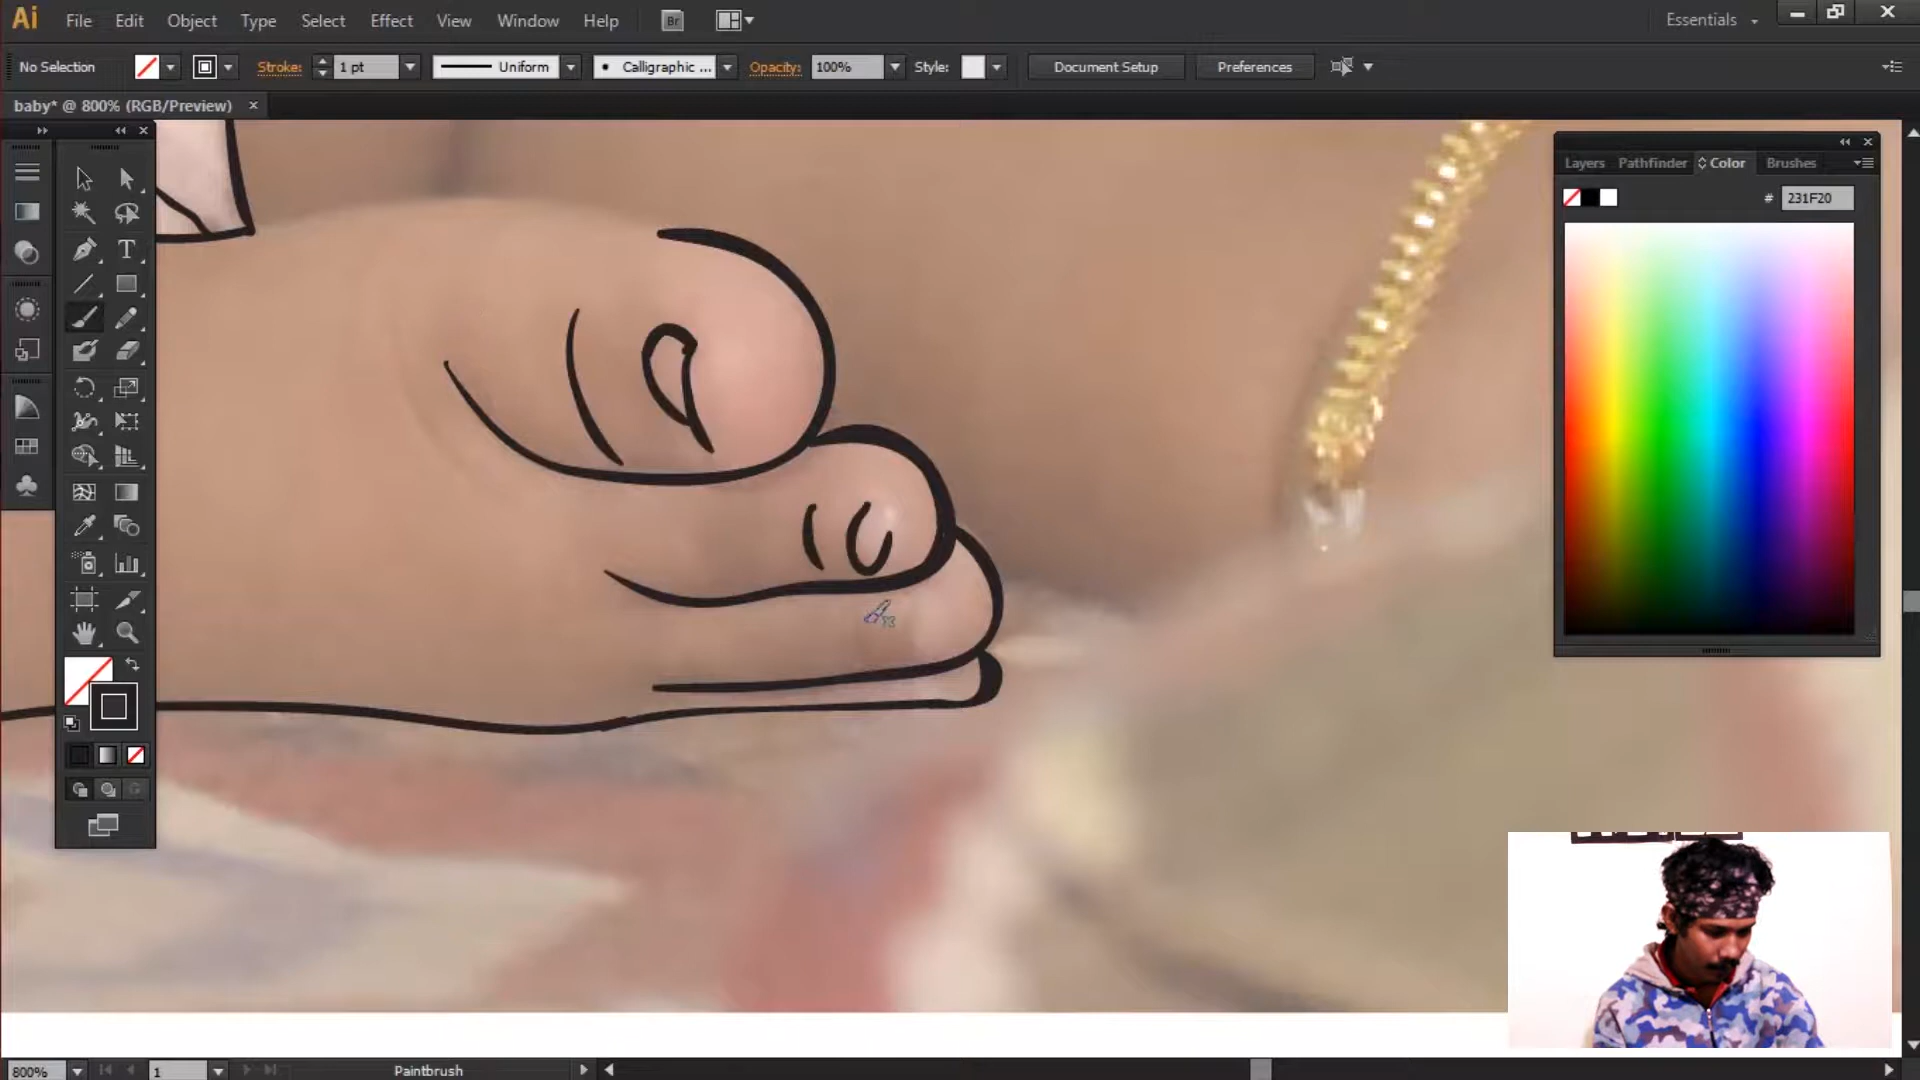 Ai File Edit Object Type Select Effect View Window Help Br
No Selection Stroke: 1 pt Uniform Calligraphic ... Opacity: 100% Style: Document Setup Preferences
baby* @ 800% (RGB/Preview)
Layers Pathfinder Color Brushes
# 231F20
T
800% 1 Paintbrush